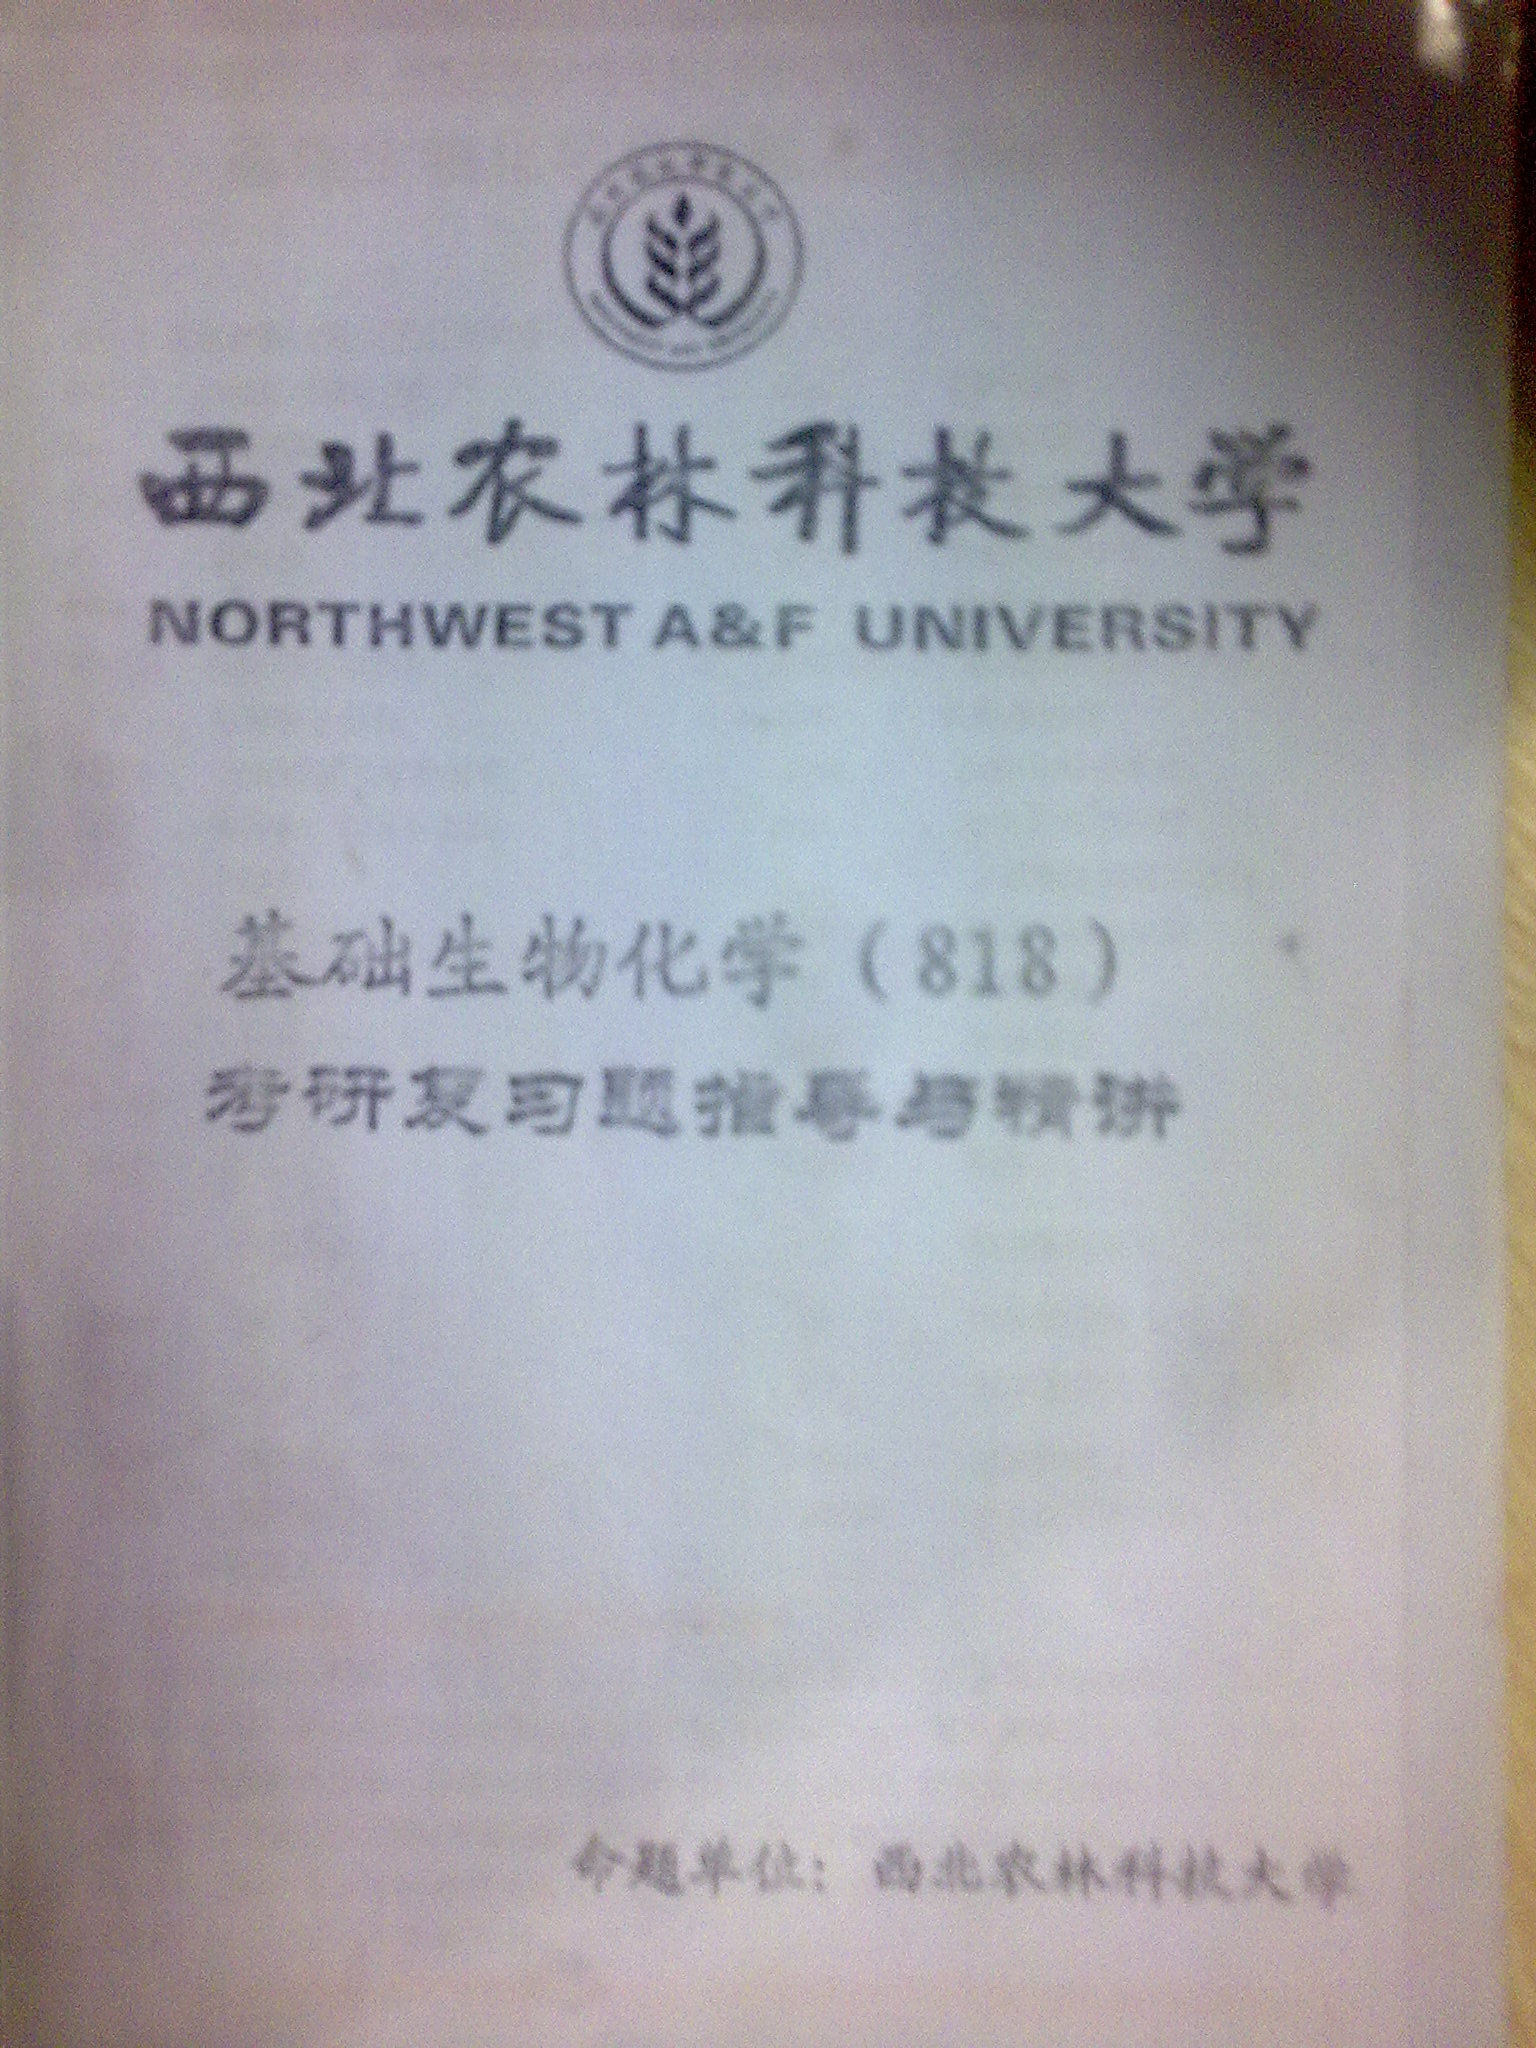 西北农林科技大学
NORTHWEST A&F UNIVERSITY
基础生物化学（818）
考研复习题指导与精讲
命题单位：西北农林科技大学